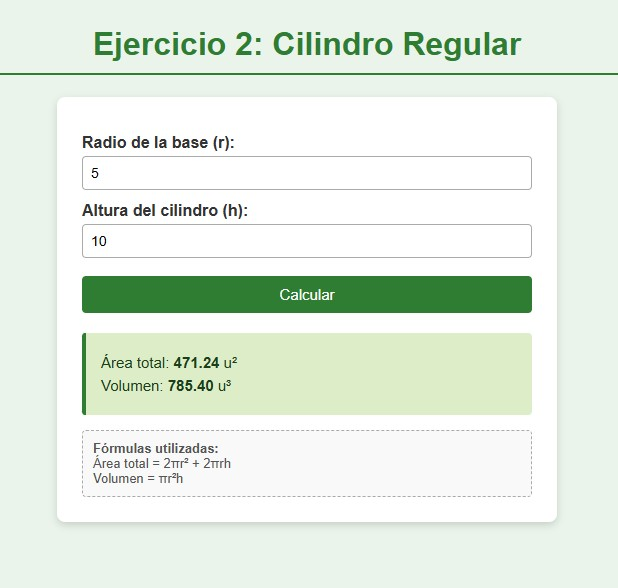 Ejercicio 2: Cilindro Regular
Radio de la base (r):
5
Altura del cilindro (h):
10
Calcular
Área total: 471.24 u²
Volumen: 785.40 u³
Fórmulas utilizadas:
Área total = 2πr² + 2πrh
Volumen = πr²h